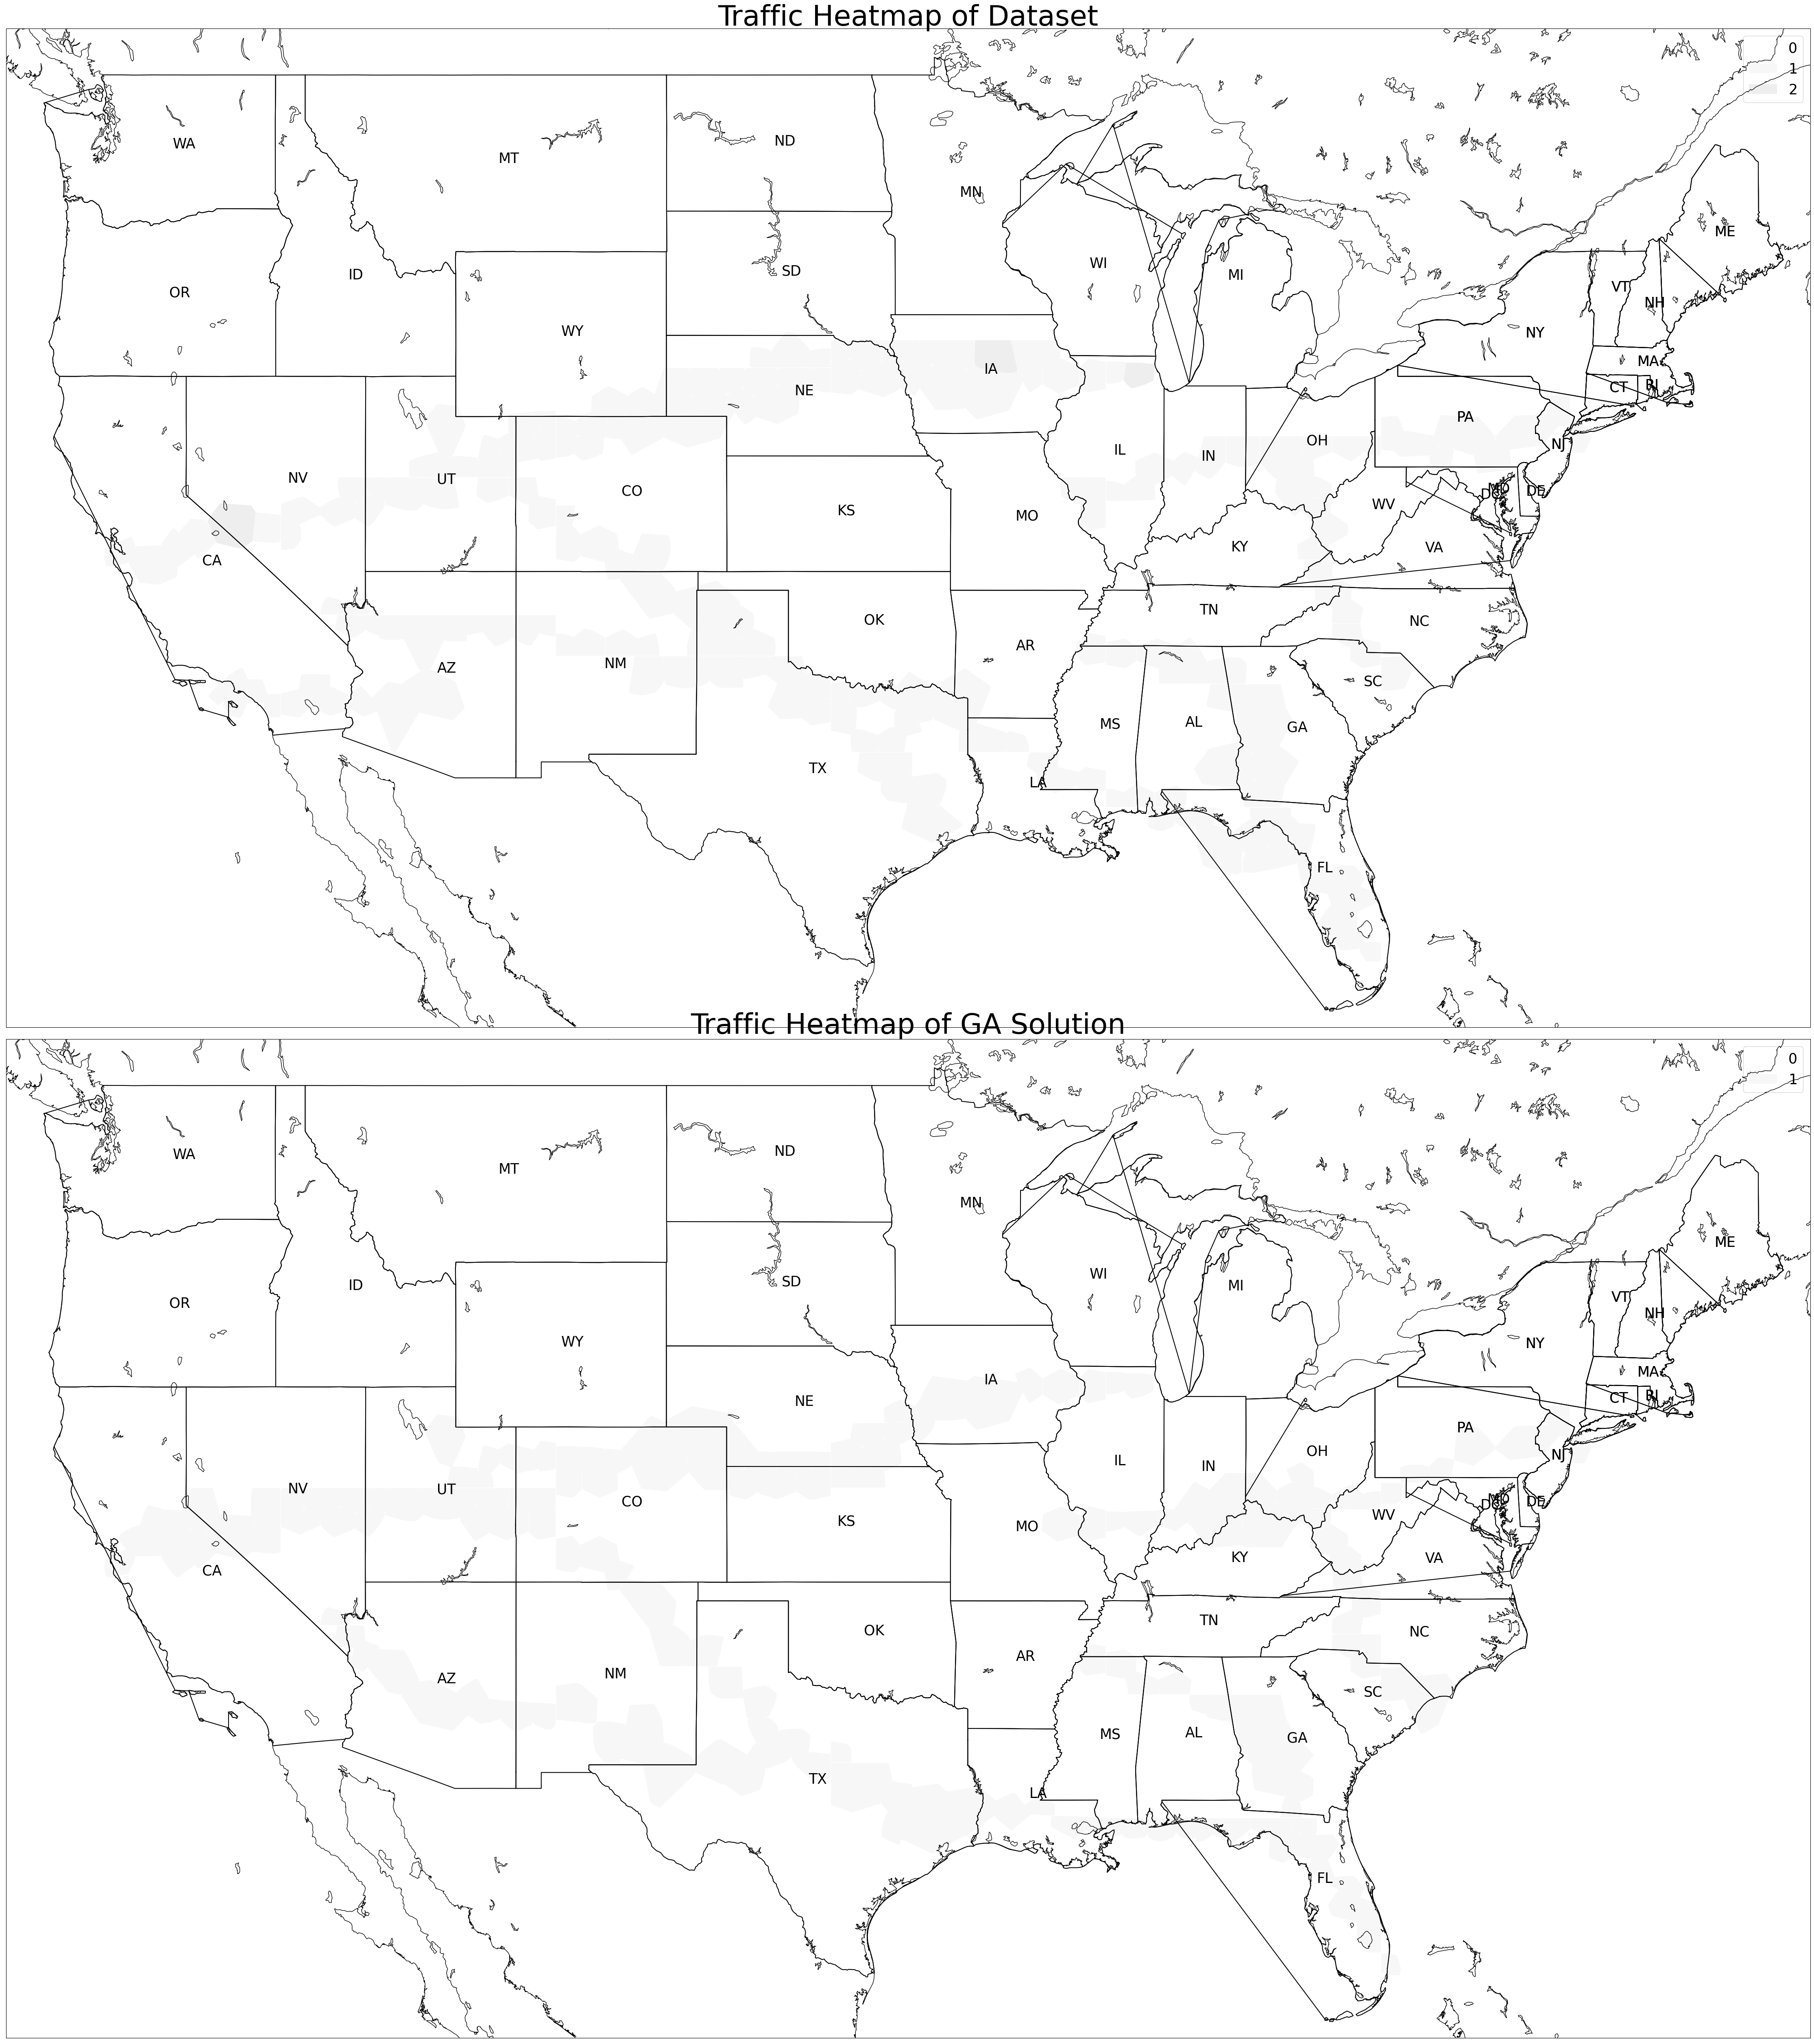 Traffic Heatmap of Dataset
0
1
2
WA
MT
ND
MN
ME
OR
ID
SD
WI
MI
VT
NH
WY
NY
NE
IA
MA
CT
RI
PA
NV
UT
CO
IL
IN
OH
NJ
KS
MO
WV
DC
MD
DE
CA
KY
VA
AZ
NM
OK
AR
TN
NC
SC
TX
LA
MS
AL
GA
FL
Traffic Heatmap of GA Solution
0
1
WA
MT
ND
MN
ME
OR
ID
SD
WI
MI
VT
NH
WY
NY
NE
IA
MA
CT
RI
PA
NV
UT
CO
IL
IN
OH
NJ
KS
MO
WV
DC
MD
DE
CA
KY
VA
AZ
NM
OK
AR
TN
NC
SC
TX
LA
MS
AL
GA
FL